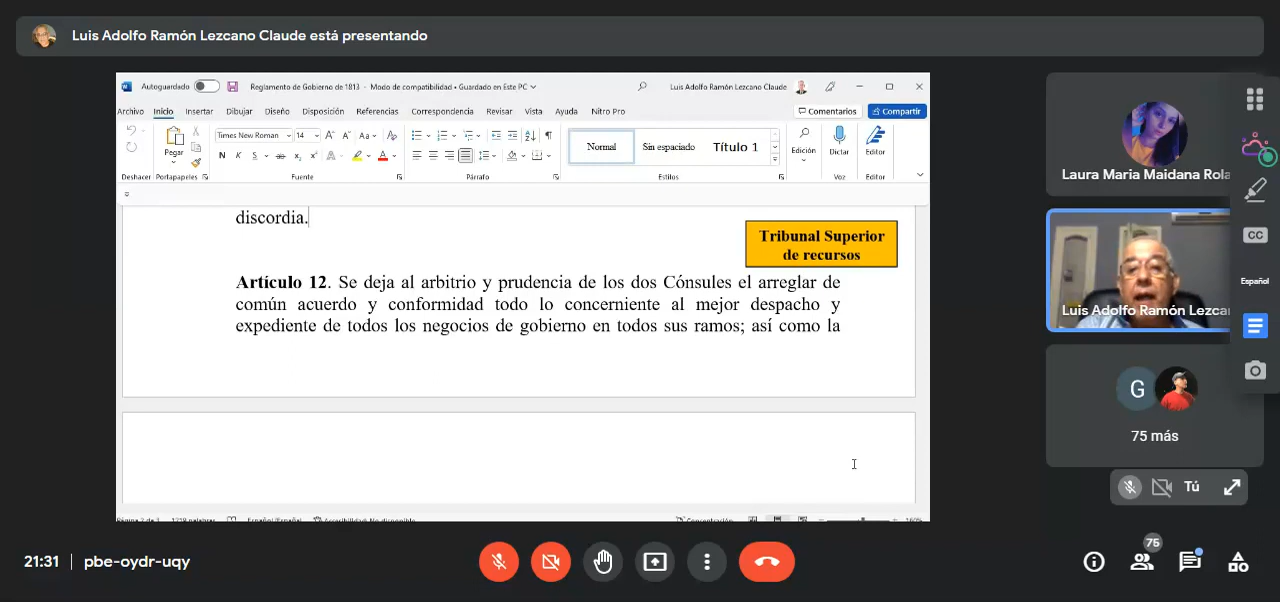 Luis Adolfo Ramón Lezcano Claude está presentando
Autoguardado
Reglamento de Gobierno de 1813 - Modo de compatibilidad • Guardado en Este PC
Luis Adolfo Ramón Lezcano Claude
Archivo Inicio Insertar Dibujar Diseño Disposición Referencias Correspondencia Revisar Vista Ayuda Nitro Pro
Comentarios
Compartir
Times New Roman 14
Pegar
N K S
Normal
Sin espaciado
Título 1
Edición
Dictar
Editor
Deshacer Portapapeles Fuente Párrafo Estilos Voz Editor
discordia.
Tribunal Superior
de recursos
Artículo 12. Se deja al arbitrio y prudencia de los dos Cónsules el arreglar de
común acuerdo y conformidad todo lo concerniente al mejor despacho y
expediente de todos los negocios de gobierno en todos sus ramos; así como la
Laura Maria Maidana Rola
Luis Adolfo Ramón Lezca
CC
Español
G
75 más
Tú
21:31 | pbe-oydr-uqy
75